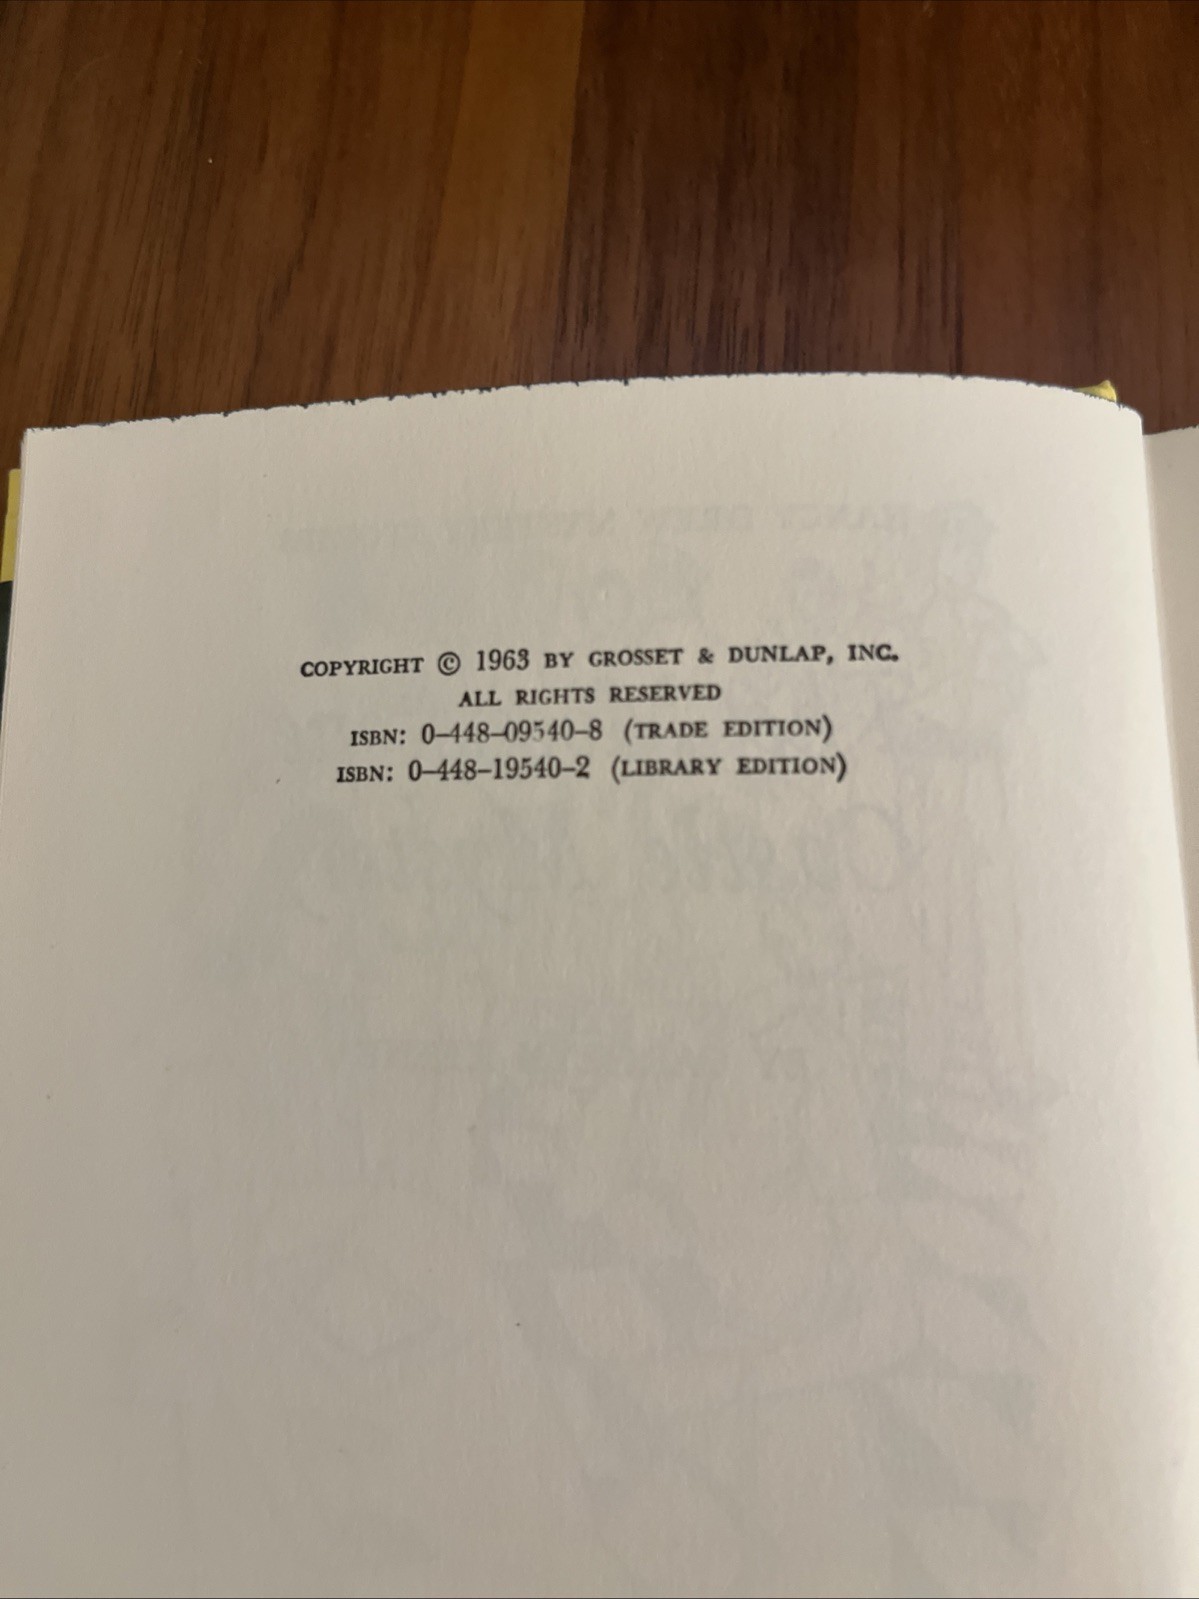 COPYRIGHT © 1963 BY GROSSET & DUNLAP, INC.
ALL RIGHTS RESERVED
ISBN: 0–448–09540–8 (TRADE EDITION)
ISBN: 0–448–19540–2 (LIBRARY EDITION)